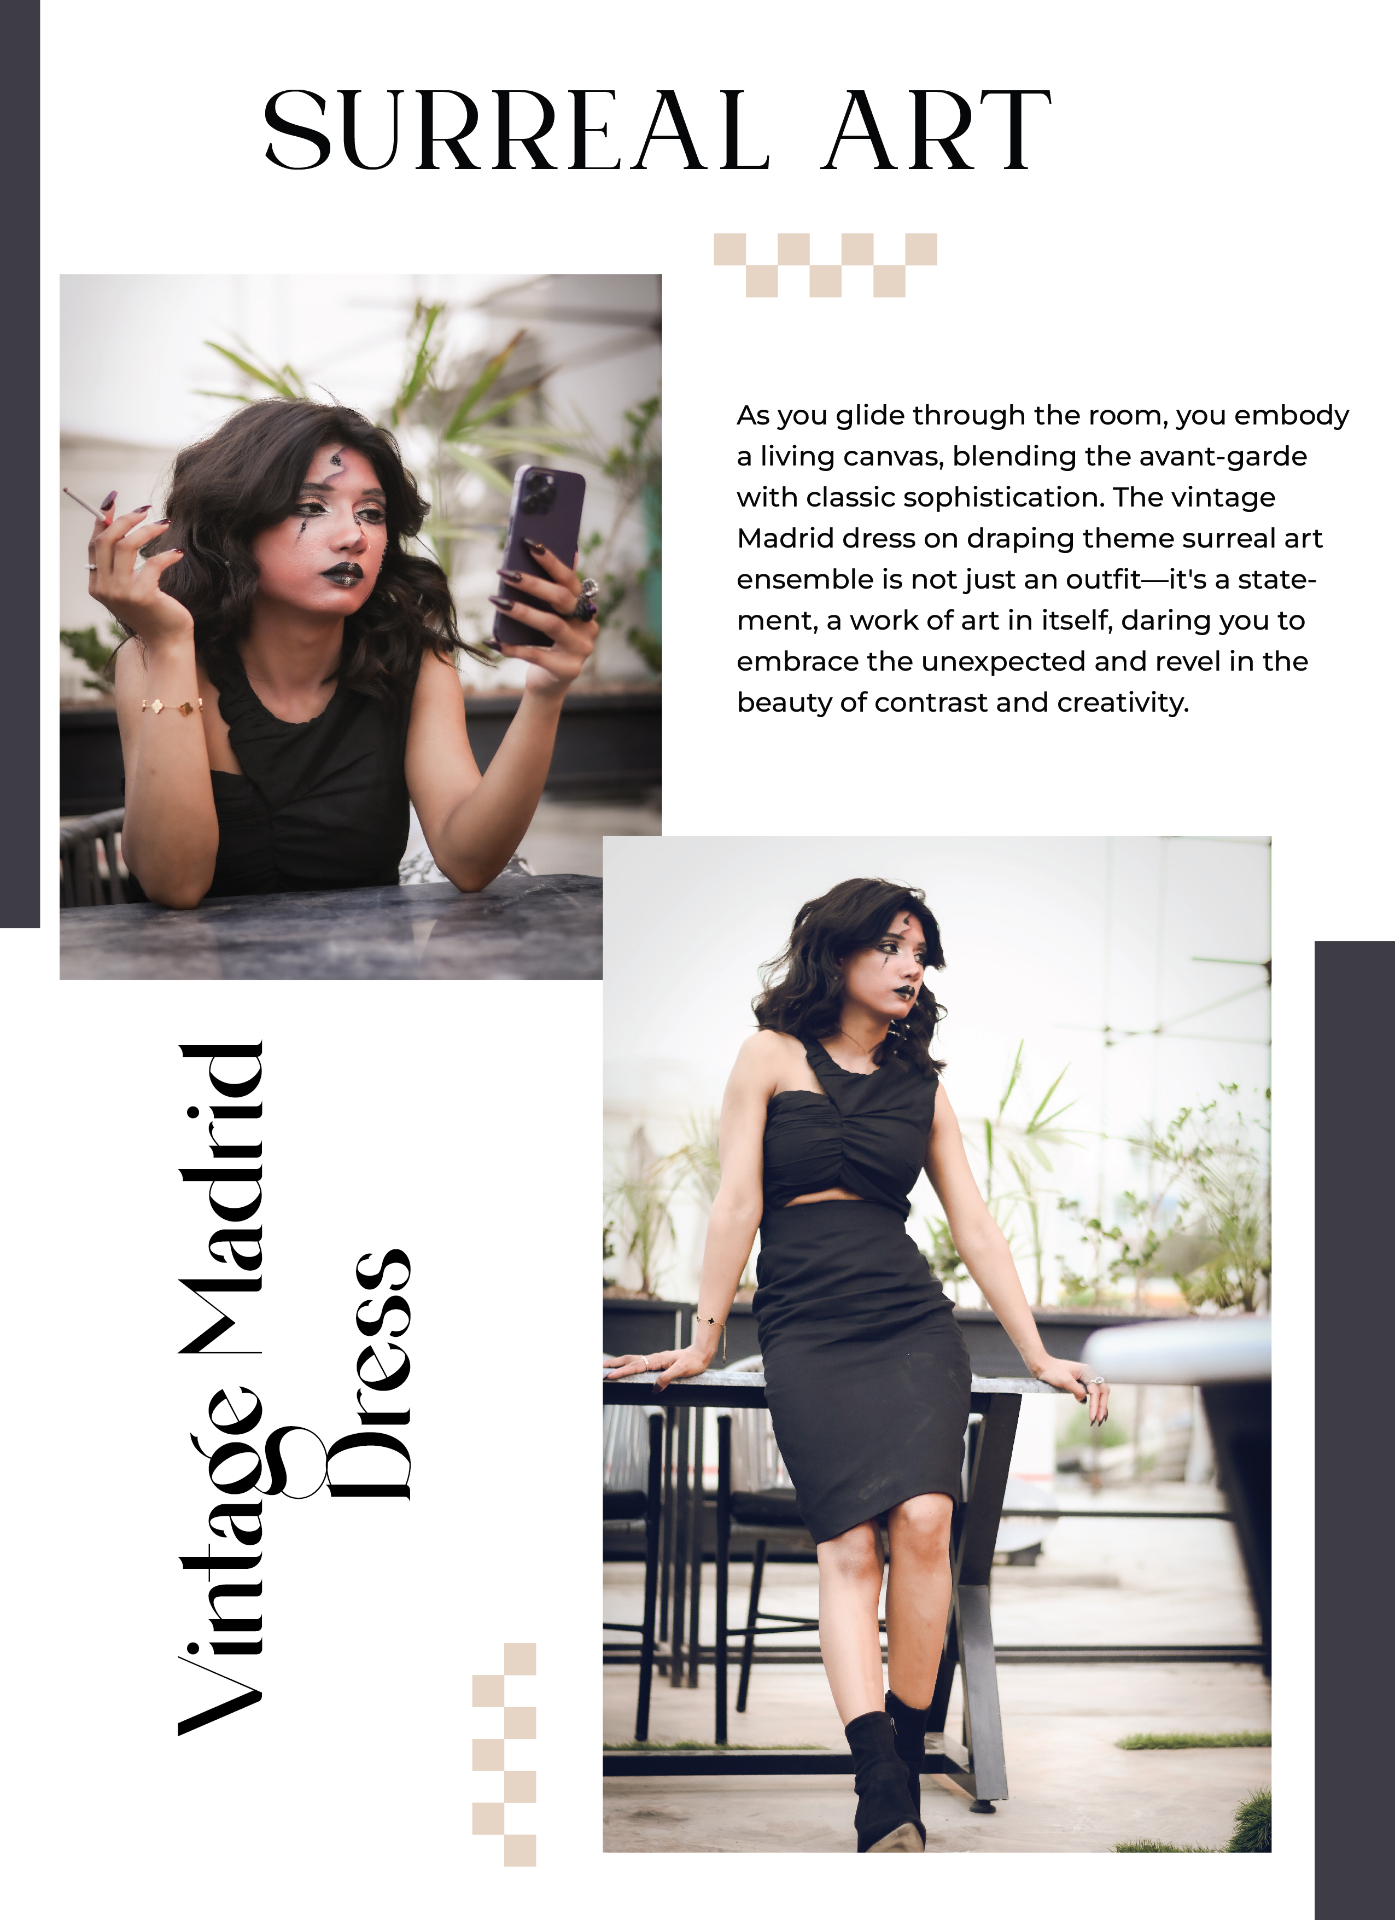 SURREAL ART
As you glide through the room, you embody
a living canvas, blending the avant-garde
with classic sophistication. The vintage
Madrid dress on draping theme surreal art
ensemble is not just an outfit—it's a state-
ment, a work of art in itself, daring you to
embrace the unexpected and revel in the
beauty of contrast and creativity.
Vintage Madrid
Dress